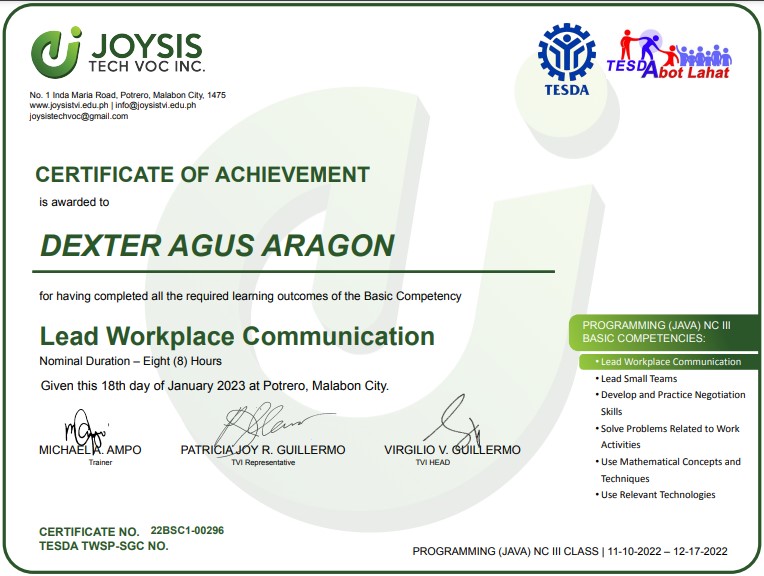 JOYSIS
TECH VOC INC.
No. 1 Inda Maria Road, Potrero, Malabon City, 1475
www.joysistvi.edu.ph | info@joysistvi.edu.ph
joysistechvoc@gmail.com
TESDA
TESDAbot Lahat
CERTIFICATE OF ACHIEVEMENT
is awarded to
DEXTER AGUS ARAGON
for having completed all the required learning outcomes of the Basic Competency
Lead Workplace Communication
Nominal Duration – Eight (8) Hours
Given this 18th day of January 2023 at Potrero, Malabon City.
MICHAEL A. AMPO
Trainer
PATRICIA JOY R. GUILLERMO
TVI Representative
VIRGILIO V. GUILLERMO
TVI HEAD
PROGRAMMING (JAVA) NC III
BASIC COMPETENCIES:
• Lead Workplace Communication
• Lead Small Teams
• Develop and Practice Negotiation
Skills
• Solve Problems Related to Work
Activities
• Use Mathematical Concepts and
Techniques
• Use Relevant Technologies
CERTIFICATE NO. 22BSC1-00296
TESDA TWSP-SGC NO.
PROGRAMMING (JAVA) NC III CLASS | 11-10-2022 – 12-17-2022